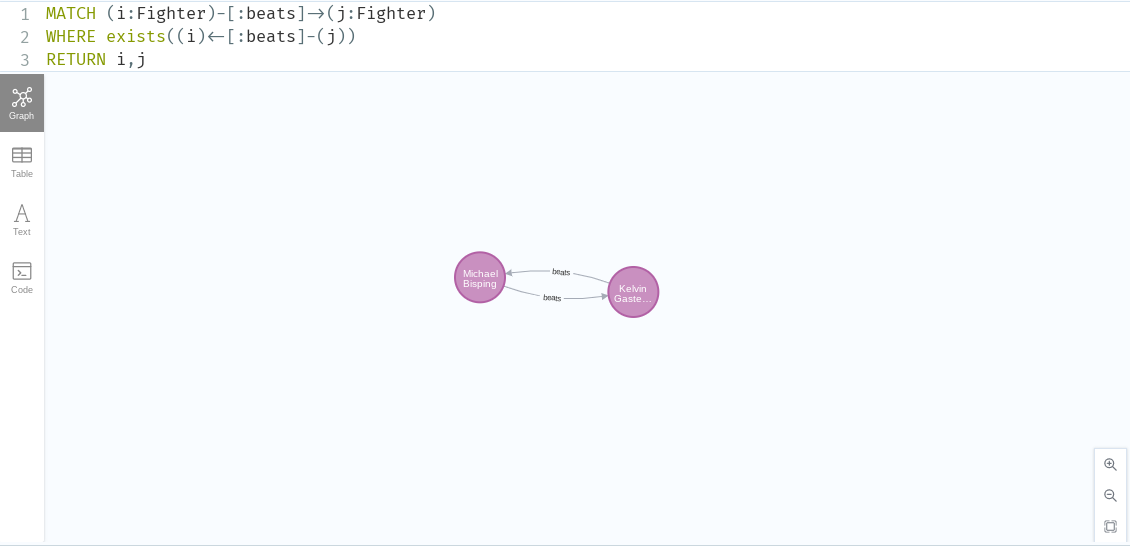 1 MATCH (i:Fighter)-[:beats]->(j:Fighter)
2 WHERE exists((i)<-[:beats]-(j))
3 RETURN i,j
Graph
Table
A
Text
Code
Michael
Bisping
beats
beats
Kelvin
Gaste...